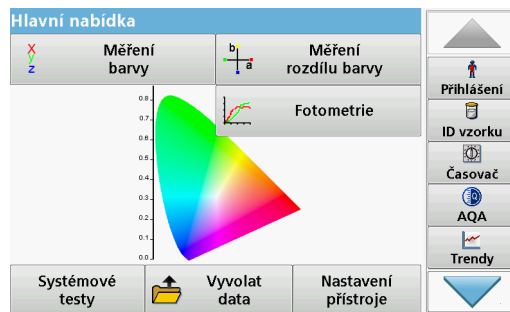 Hlavní nabídka
X
y
z
Měření
barvy
b
a
Měření
rozdílu barvy
Fotometrie
0.8
0.7
0.6
0.5
0.4
0.3
0.2
0.1
0.0
Systémové
testy
Vyvolat
data
Nastavení
přístroje
Přihlášení
ID vzorku
Časovač
AQA
Trendy